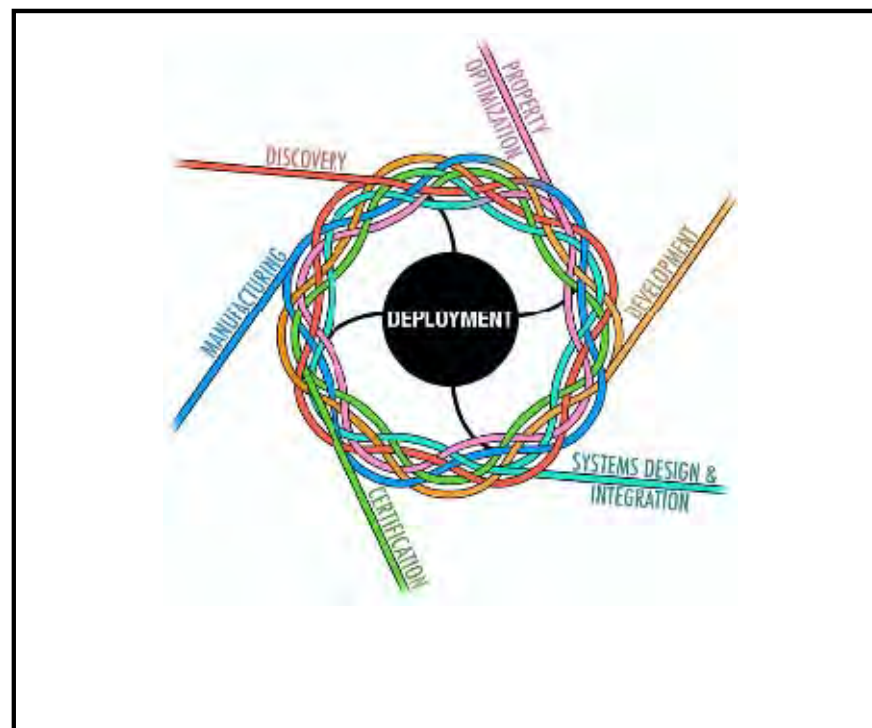 PROPERTY
OPTIMIZATION
DISCOVERY
DEVELOPMENT
MANUFACTURING
DEPLOYMENT
SYSTEMS DESIGN &
INTEGRATION
CERTIFICATION